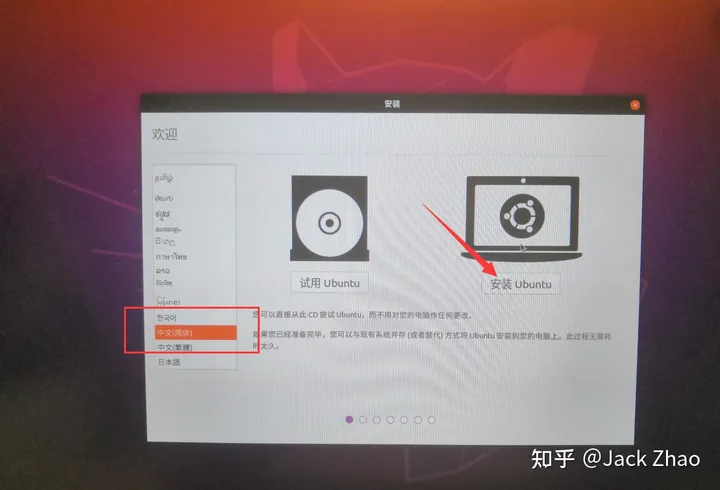 安装
欢迎
தமிழ்
తెలుగు
ಕನ್ನಡ
සිංහල
ภาษาไทย
ລາວ
한국어
中文(简体)
中文(繁體)
日本語
试用 Ubuntu
安装 Ubuntu
您可以直接从此 CD 尝试 Ubuntu，而不用对您的电脑作任何更改。
如果您已经准备完毕，您可以与现有系统并存 (或者替代) 方式将 Ubuntu 安装到您的电脑上。此过程无需耗
时太久。
知乎 @Jack Zhao